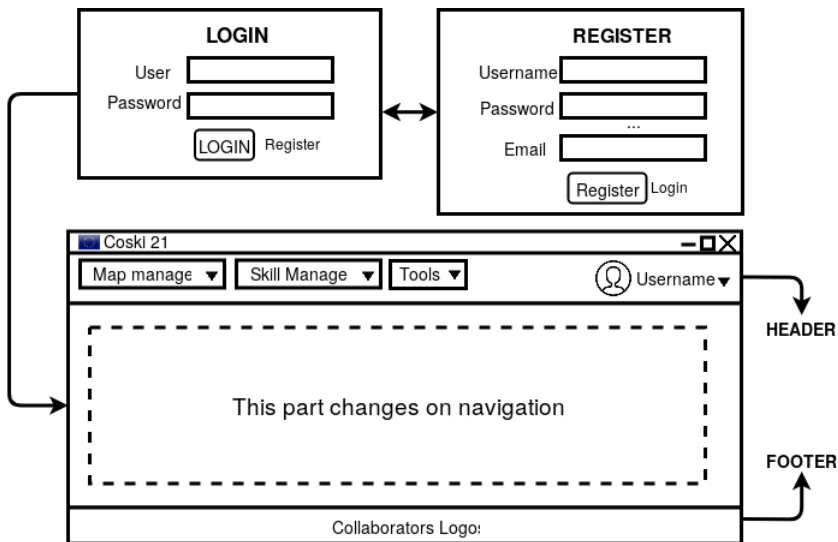 LOGIN
User
Password
LOGIN Register
REGISTER
Username
Password
...
Email
Register Login
Coski 21
Map manage Skill Manage Tools Username
HEADER
This part changes on navigation
FOOTER
Collaborators Logos